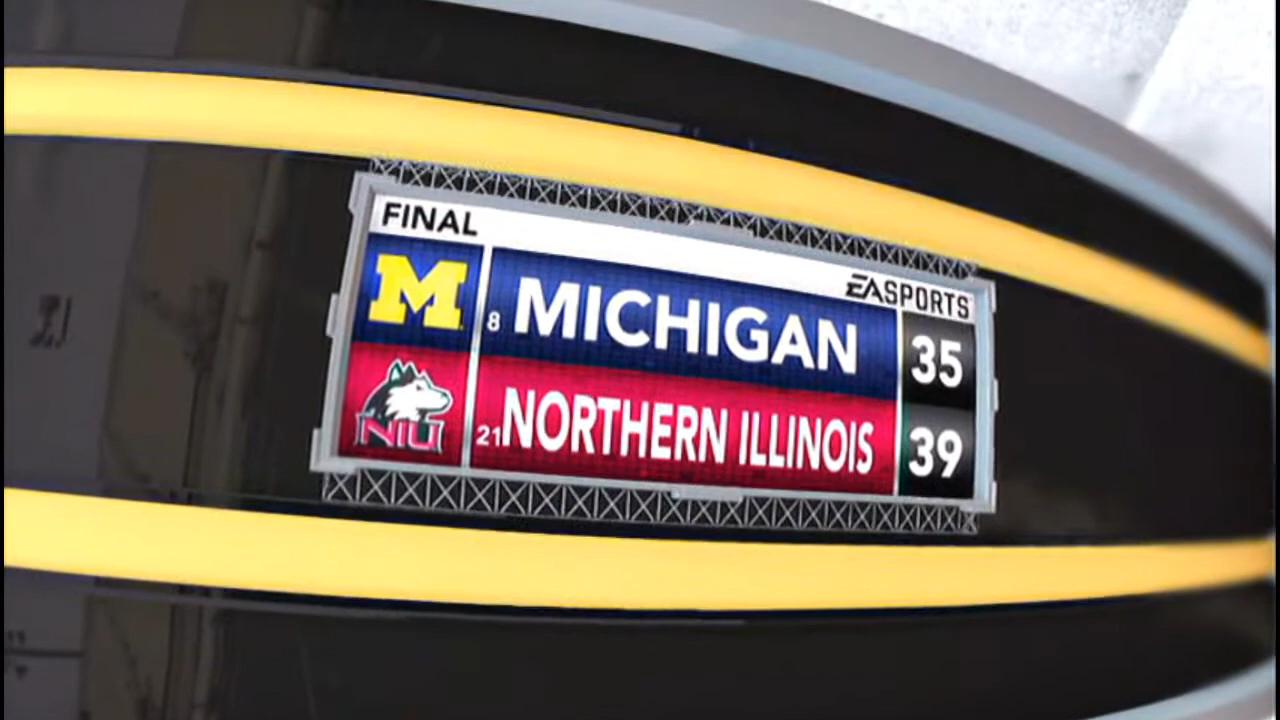 FINAL
EA SPORTS
M
8 MICHIGAN 35
NIU
21 NORTHERN ILLINOIS 39